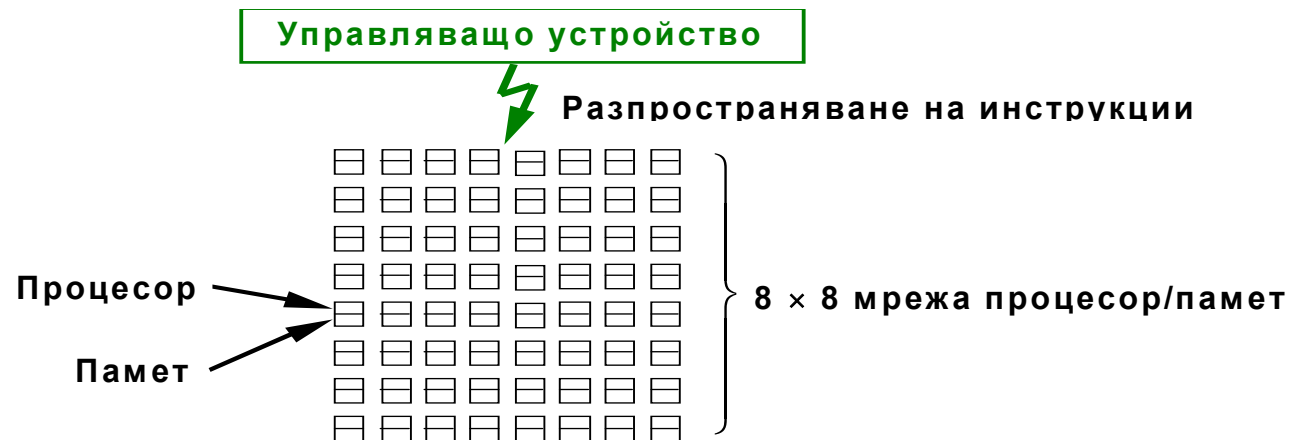 Управляващо устройство
Разпространяване на инструкции
Процесор
8 × 8 мрежа процесор/памет
Памет